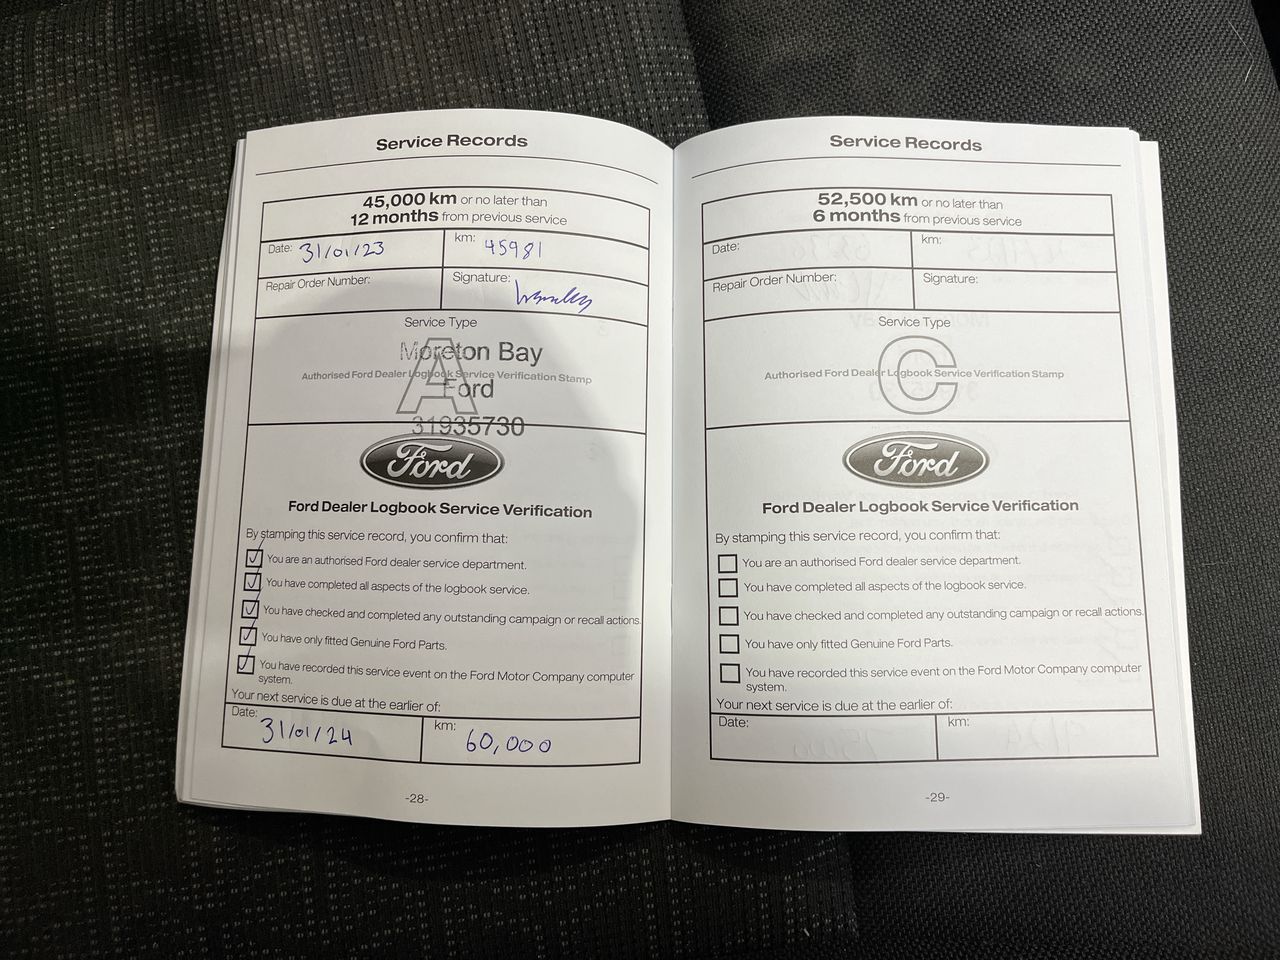 Service Records
45,000 km or no later than
12 months from previous service
Date: 31/01/23
km: 45981
Repair Order Number:
Signature:
Service Type
A
Moreton Bay
Authorised Ford Dealer Logbook Service Verification Stamp
Ford
31935730
Ford
Ford Dealer Logbook Service Verification
By stamping this service record, you confirm that:
You are an authorised Ford dealer service department.
You have completed all aspects of the logbook service.
You have checked and completed any outstanding campaign or recall actions.
You have only fitted Genuine Ford Parts.
You have recorded this service event on the Ford Motor Company computer
system.
Your next service is due at the earlier of:
Date: 31/01/24
km: 60,000
-28-
Service Records
52,500 km or no later than
6 months from previous service
Date:
km:
Repair Order Number:
Signature:
Service Type
C
Authorised Ford Dealer Logbook Service Verification Stamp
Ford
Ford Dealer Logbook Service Verification
By stamping this service record, you confirm that:
You are an authorised Ford dealer service department.
You have completed all aspects of the logbook service.
You have checked and completed any outstanding campaign or recall actions.
You have only fitted Genuine Ford Parts.
You have recorded this service event on the Ford Motor Company computer
system.
Your next service is due at the earlier of:
Date:
km:
-29-